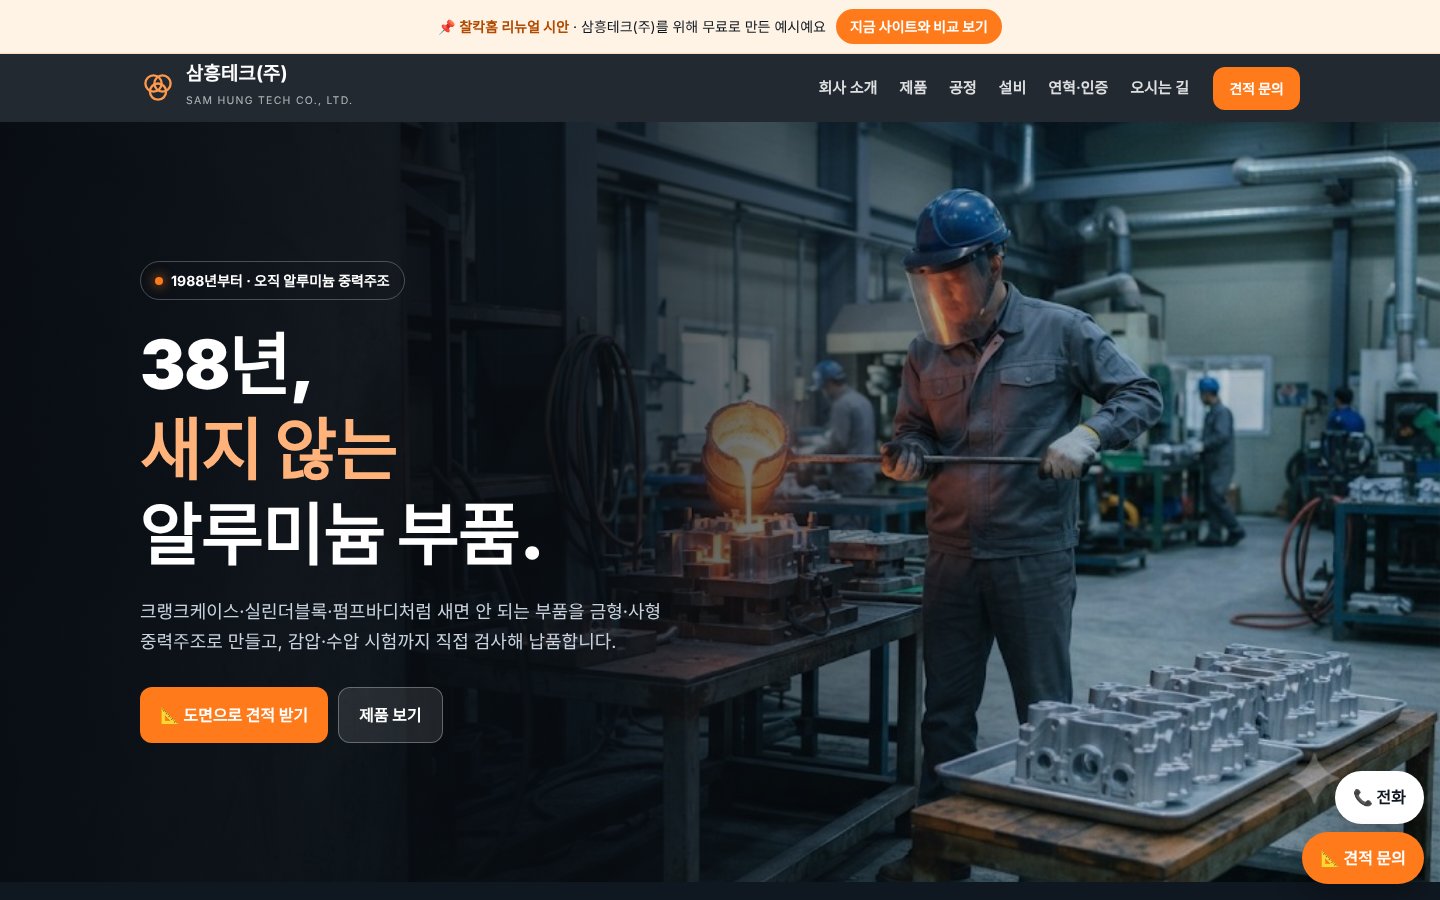 📌 찰칵홈 리뉴얼 시안 · 삼흥테크(주)를 위해 무료로 만든 예시예요 지금 사이트와 비교 보기
삼흥테크(주)
SAM HUNG TECH CO., LTD.
회사 소개 제품 공정 설비 연혁·인증 오시는 길 견적 문의
1988년부터 · 오직 알루미늄 중력주조
38년,
새지 않는
알루미늄 부품.
크랭크케이스·실린더블록·펌프바디처럼 새면 안 되는 부품을 금형·사형
중력주조로 만들고, 감압·수압 시험까지 직접 검사해 납품합니다.
📐 도면으로 견적 받기 제품 보기
📞 전화
📐 견적 문의